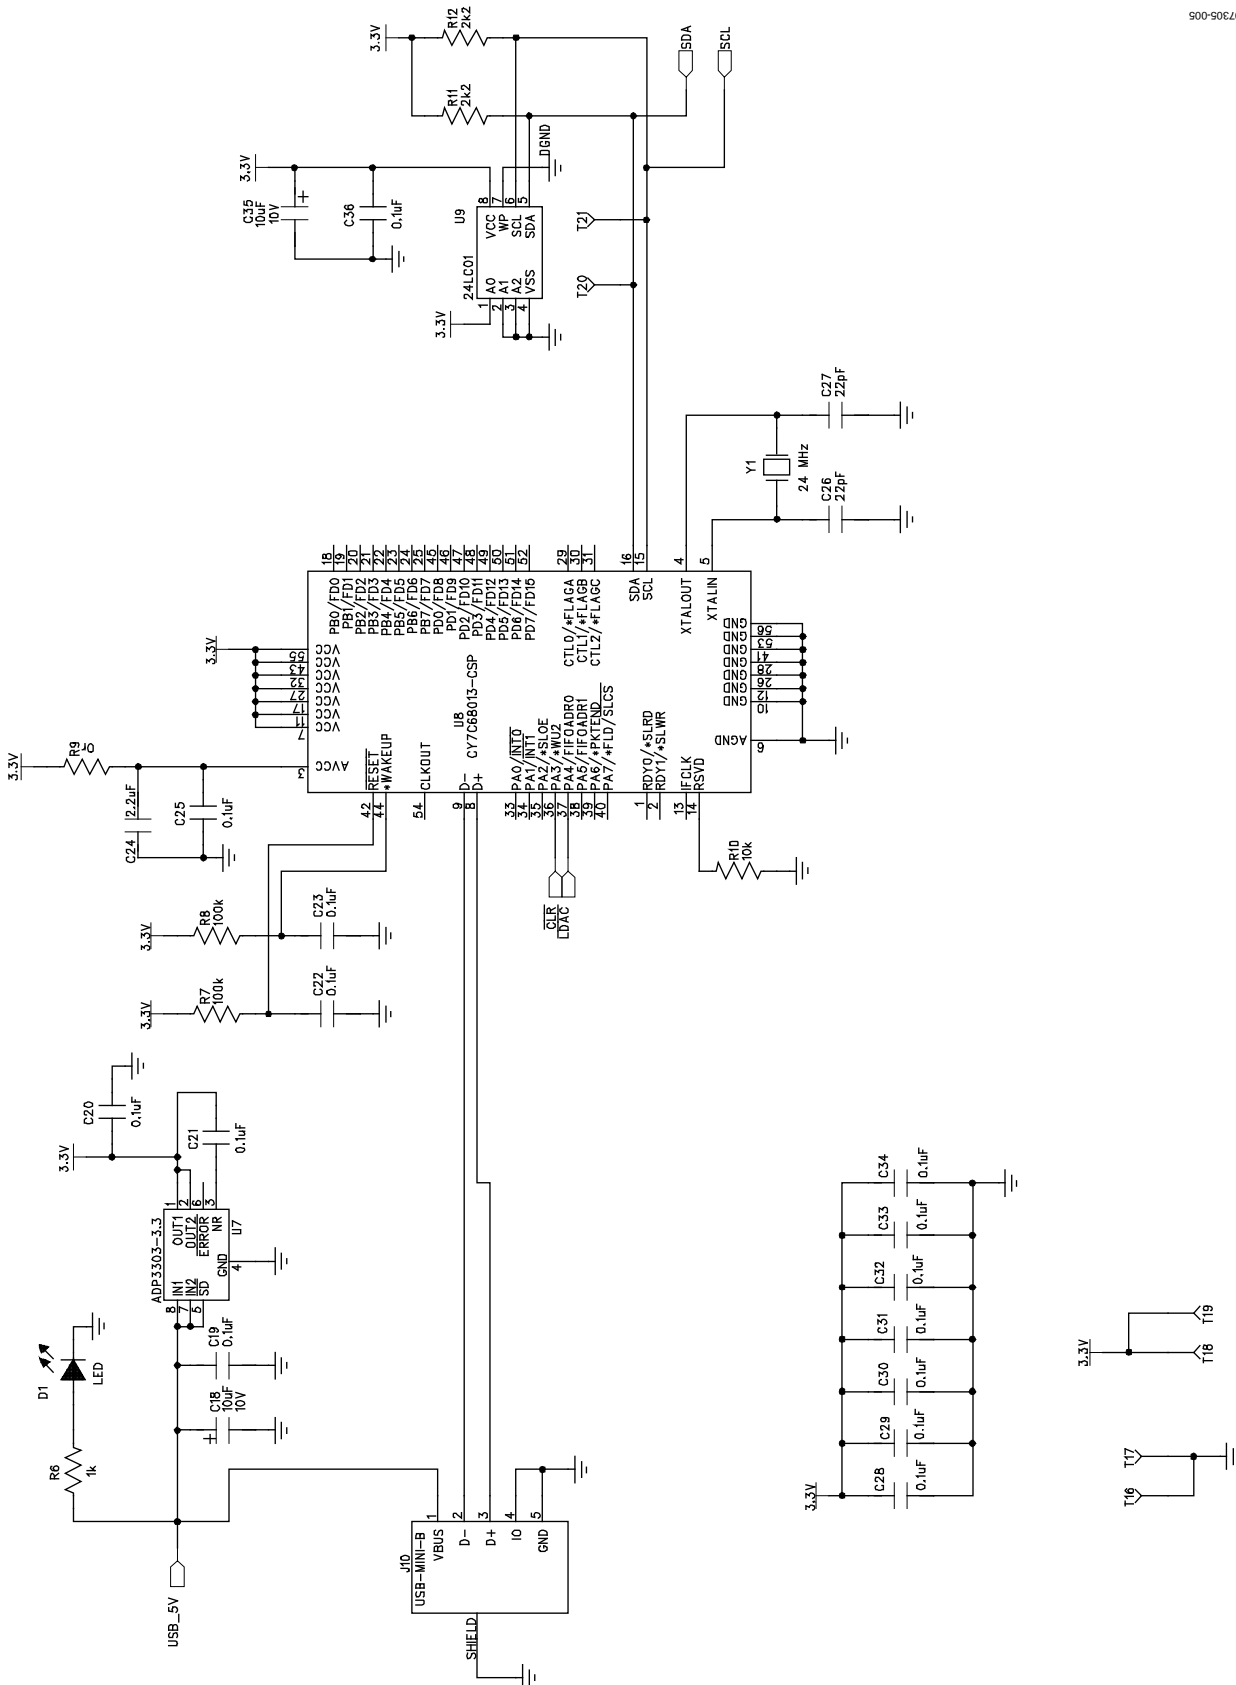 07305-005
3.3V
R12
2k2
R11
2k2
SDA
SCL
3.3V
C35
10uF
10V
+
C36
0.1uF
DGND
U9
8
7
6
5
VCC
WP
SCL
SDA
24LC01
A0
A1
A2
VSS
1
2
3
4
3.3V
T21
T20
C27
22pF
Y1
24 MHz
C26
22pF
3.3V
18
19
20
21
22
23
24
25
45
46
47
48
49
50
51
52
29
30
31
16
15
4
5
PB0/FD0
PB1/FD1
PB2/FD2
PB3/FD3
PB4/FD4
PB5/FD5
PB6/FD6
PB7/FD7
PD0/FD8
PD1/FD9
PD2/FD10
PD3/FD11
PD4/FD12
PD5/FD13
PD6/FD14
PD7/FD15
CTL0/*FLAGA
CTL1/*FLAGB
CTL2/*FLAGC
SDA
SCL
XTALOUT
XTALIN
VCC
55
VCC
43
VCC
32
VCC
27
VCC
17
VCC
11
VCC
7
GND
56
GND
53
GND
41
GND
28
GND
26
GND
12
GND
10
AGND
6
U8
CY7C68013-CSP
AVCC
3
3.3V
R9
0r
C24
2.2uF
C25
0.1uF
RESET
*WAKEUP
CLKOUT
D-
D+
PA0/INT0
PA1/INT1
PA2/*SLOE
PA3/*WU2
PA4/FIFOADR0
PA5/FIFOADR1
PA6/*PKTEND
PA7/*FLD/SLCS
RDY0/*SLRD
RDY1/*SLWR
IFCLK
RSVD
42
44
54
9
8
33
34
35
36
37
38
39
40
1
2
13
14
CLR
LDAC
R10
10k
3.3V
R8
100k
C23
0.1uF
3.3V
R7
100k
C22
0.1uF
C20
0.1uF
3.3V
C21
0.1uF
ADP3303-3.3
1
2
6
3
OUT1
OUT2
ERROR
NR
U7
GND
4
IN1
IN2
SD
8
7
5
D1
LED
C19
0.1uF
C18
10uF
10V
+
R6
1k
USB_5V
J10
USB-MINI-B
VBUS
D-
D+
IO
GND
1
2
3
4
5
SHIELD
3.3V
C28
0.1uF
C29
0.1uF
C30
0.1uF
C31
0.1uF
C32
0.1uF
C33
0.1uF
C34
0.1uF
3.3V
T19
T18
T17
T16